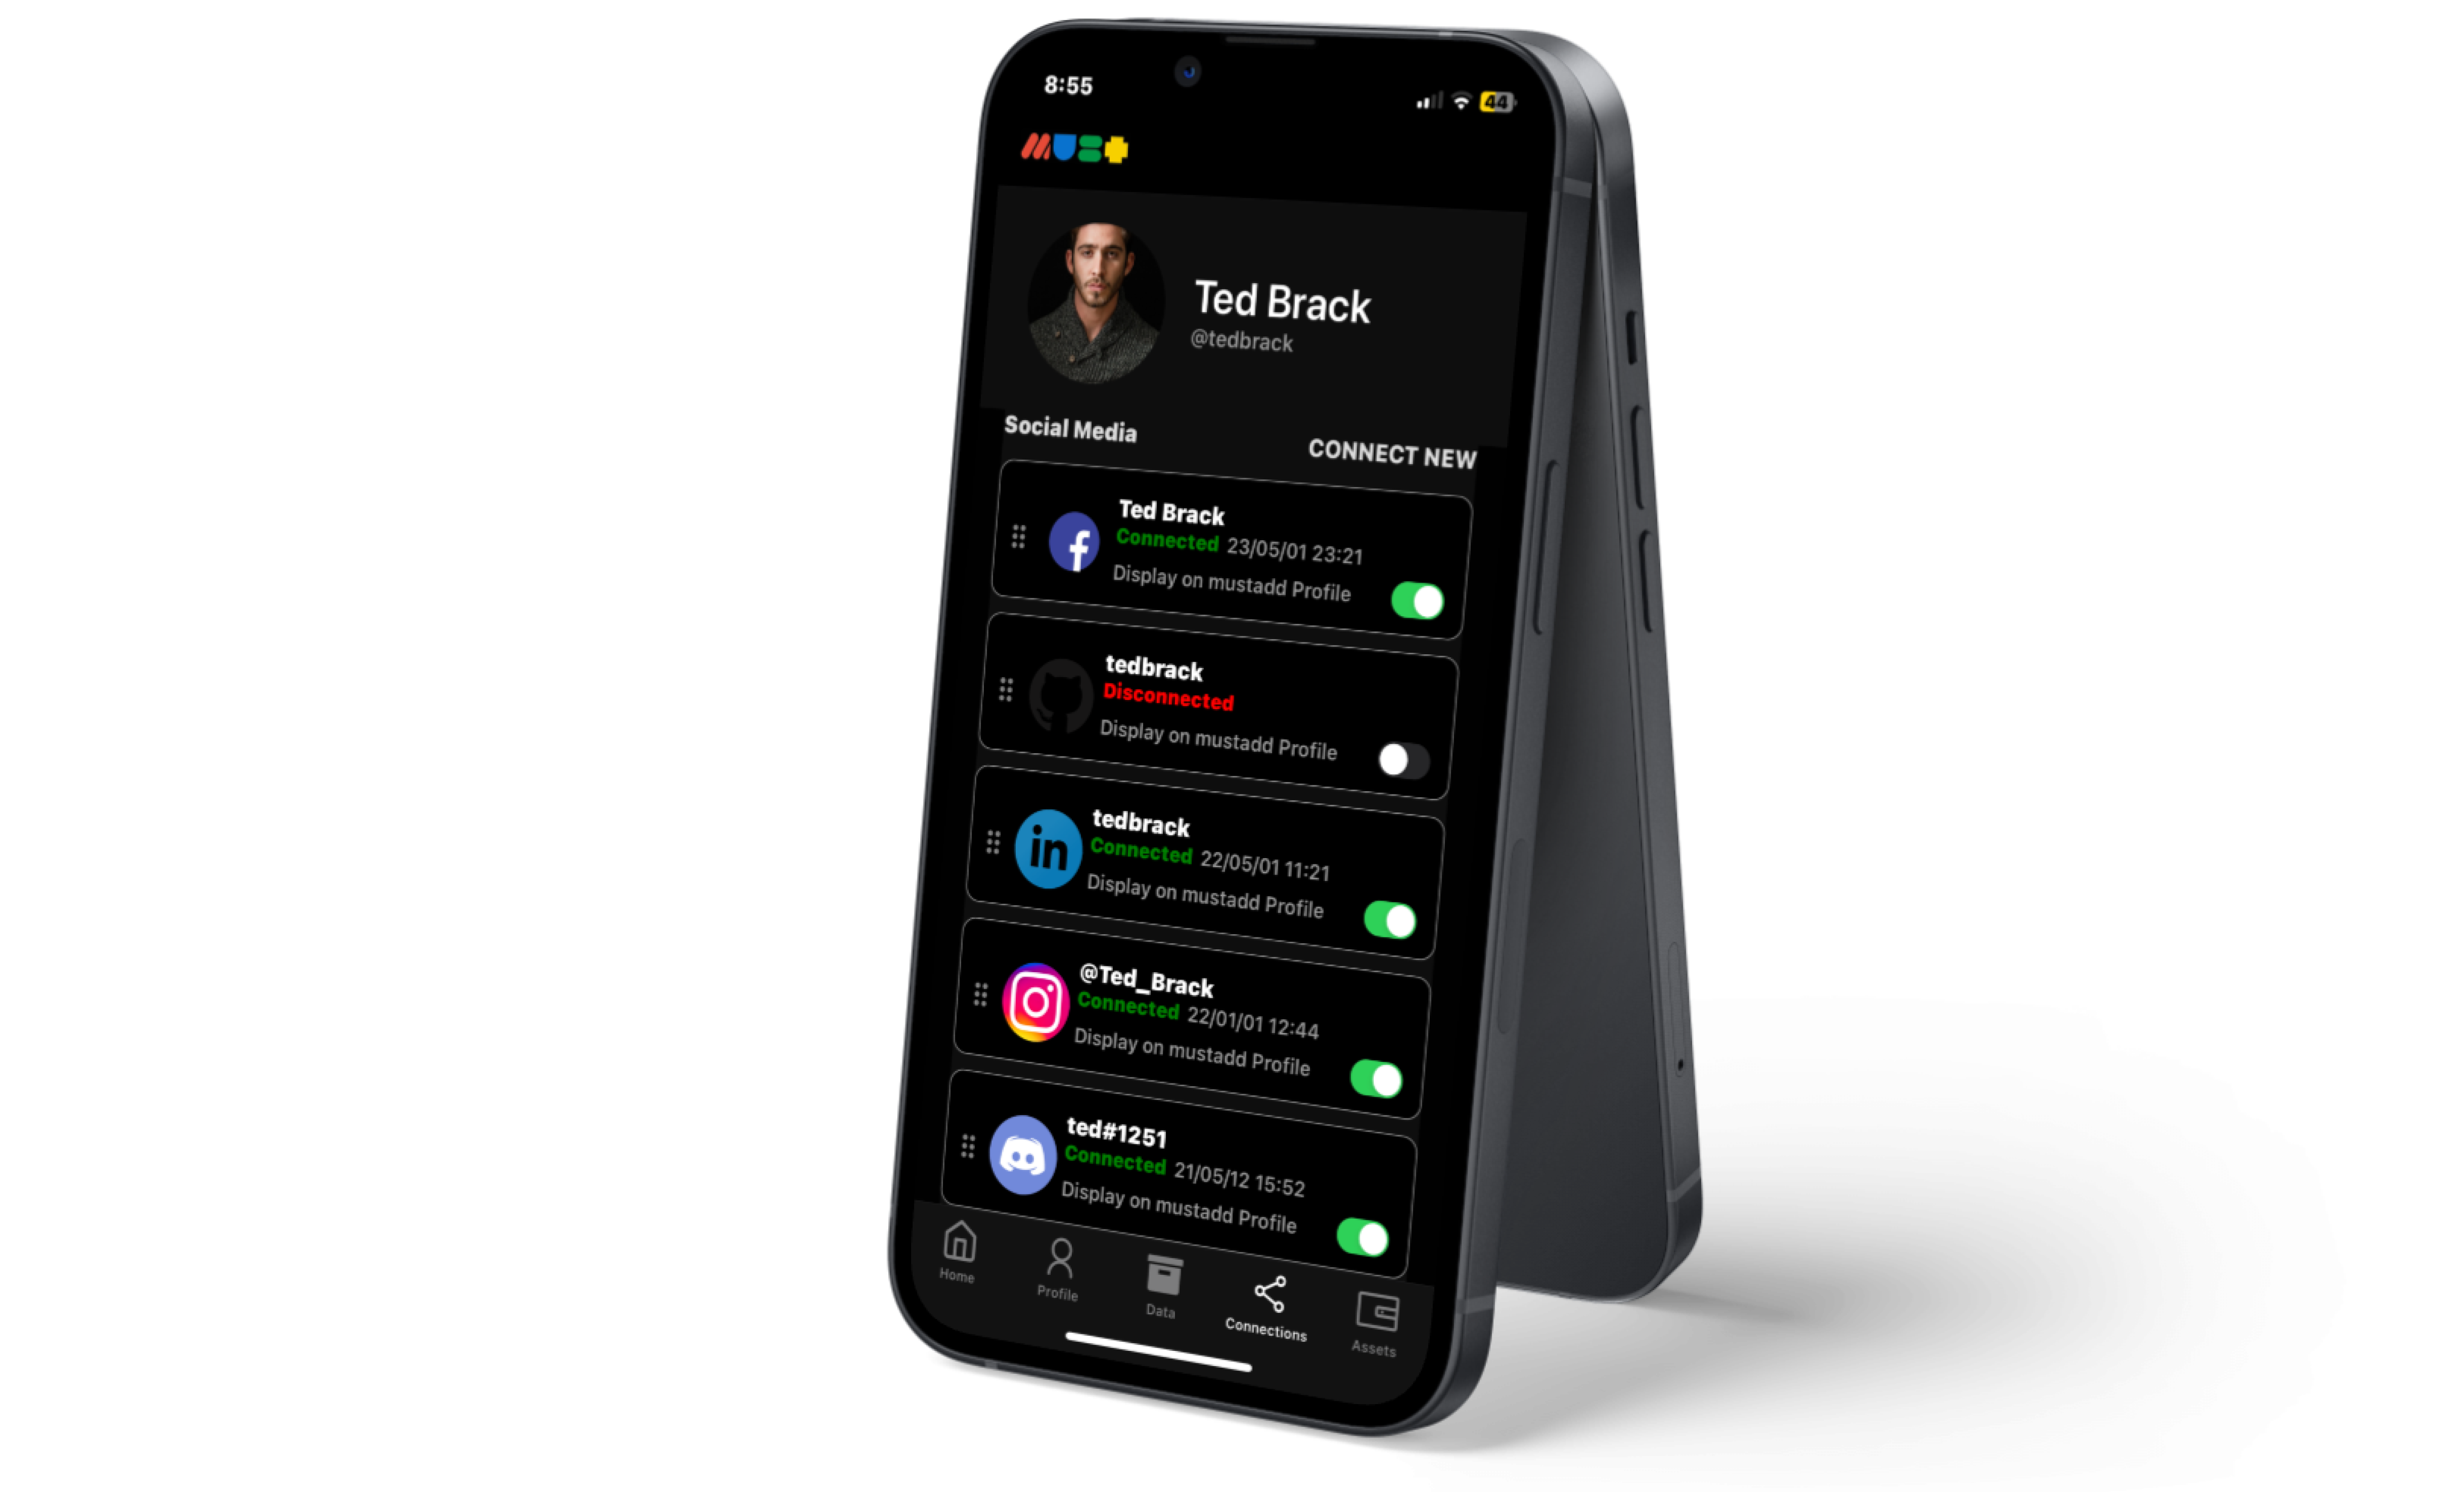 8:55
44
Ted Brack
@tedbrack
Social Media
CONNECT NEW
Ted Brack
Connected 23/05/01 23:21
Display on mustadd Profile
tedbrack
Disconnected
Display on mustadd Profile
in
tedbrack
Connected 22/05/01 11:21
Display on mustadd Profile
@Ted_Brack
Connected 22/01/01 12:44
Display on mustadd Profile
ted#1251
Connected 21/05/12 15:52
Display on mustadd Profile
Home
Profile
Data
Connections
Assets